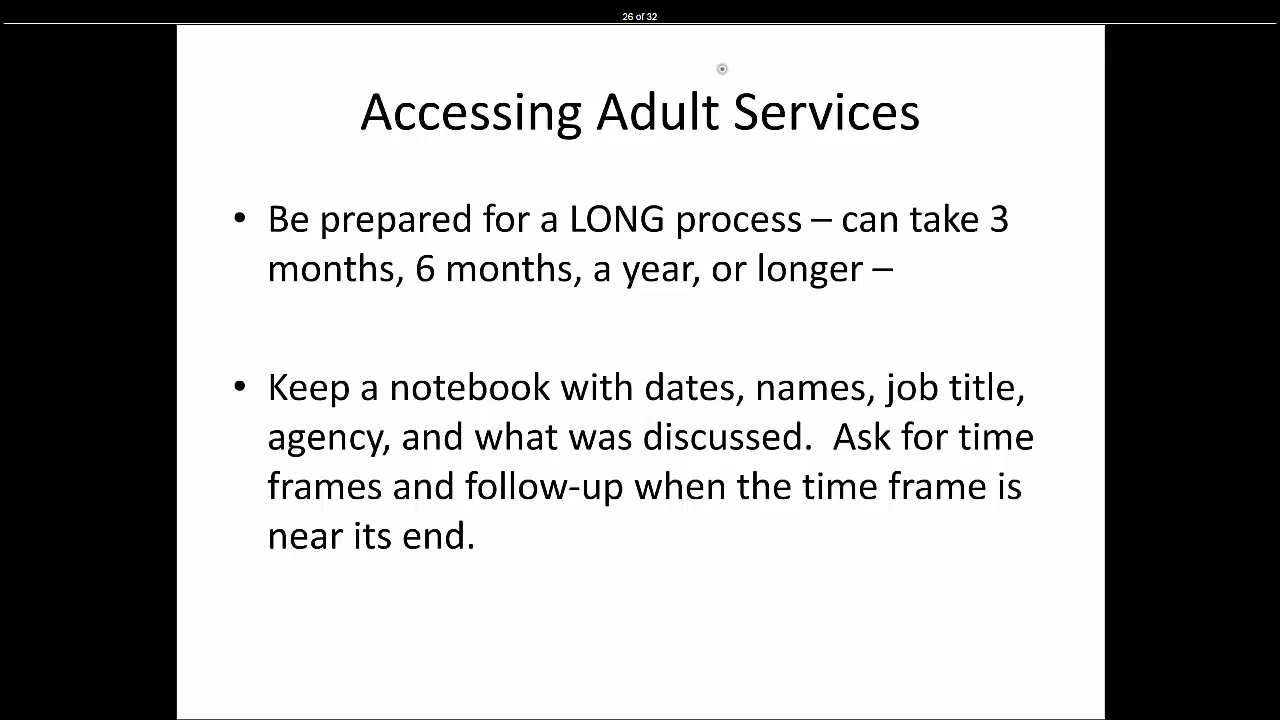 26 of 32
Accessing Adult Services
• Be prepared for a LONG process – can take 3
months, 6 months, a year, or longer –
• Keep a notebook with dates, names, job title,
agency, and what was discussed.  Ask for time
frames and follow-up when the time frame is
near its end.